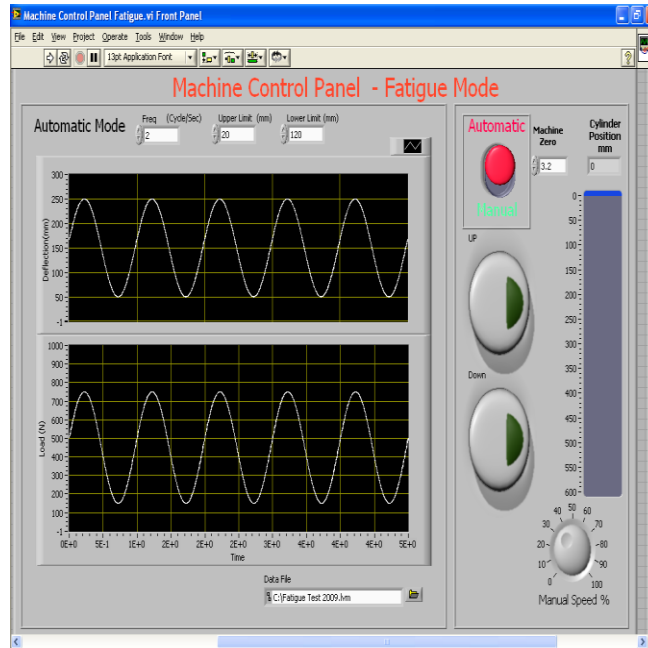 Machine Control Panel Fatigue.vi Front Panel
File Edit View Project Operate Tools Window Help
13pt Application Font
?
Machine Control Panel - Fatigue Mode
Automatic Mode
Freq (Cycle/Sec)
2
Upper Limit (mm)
20
Lower Limit (mm)
120
300
250
200
150
100
50
-1
Deflection(mm)
1000
900
800
700
600
500
400
300
200
100
-1
Load (N)
0E+0 5E-1 1E+0 2E+0 2E+0 2E+0 3E+0 4E+0 4E+0 4E+0 5E+0
Time
Data File
C:\Fatigue Test 2009.lvm
Automatic
Manual
Machine Zero
3.2
Cylinder Position mm
0
UP
Down
0
50
100
150
200
250
300
350
400
450
500
550
600
0 10 20 30 40 50 60 70 80 90 100
Manual Speed %